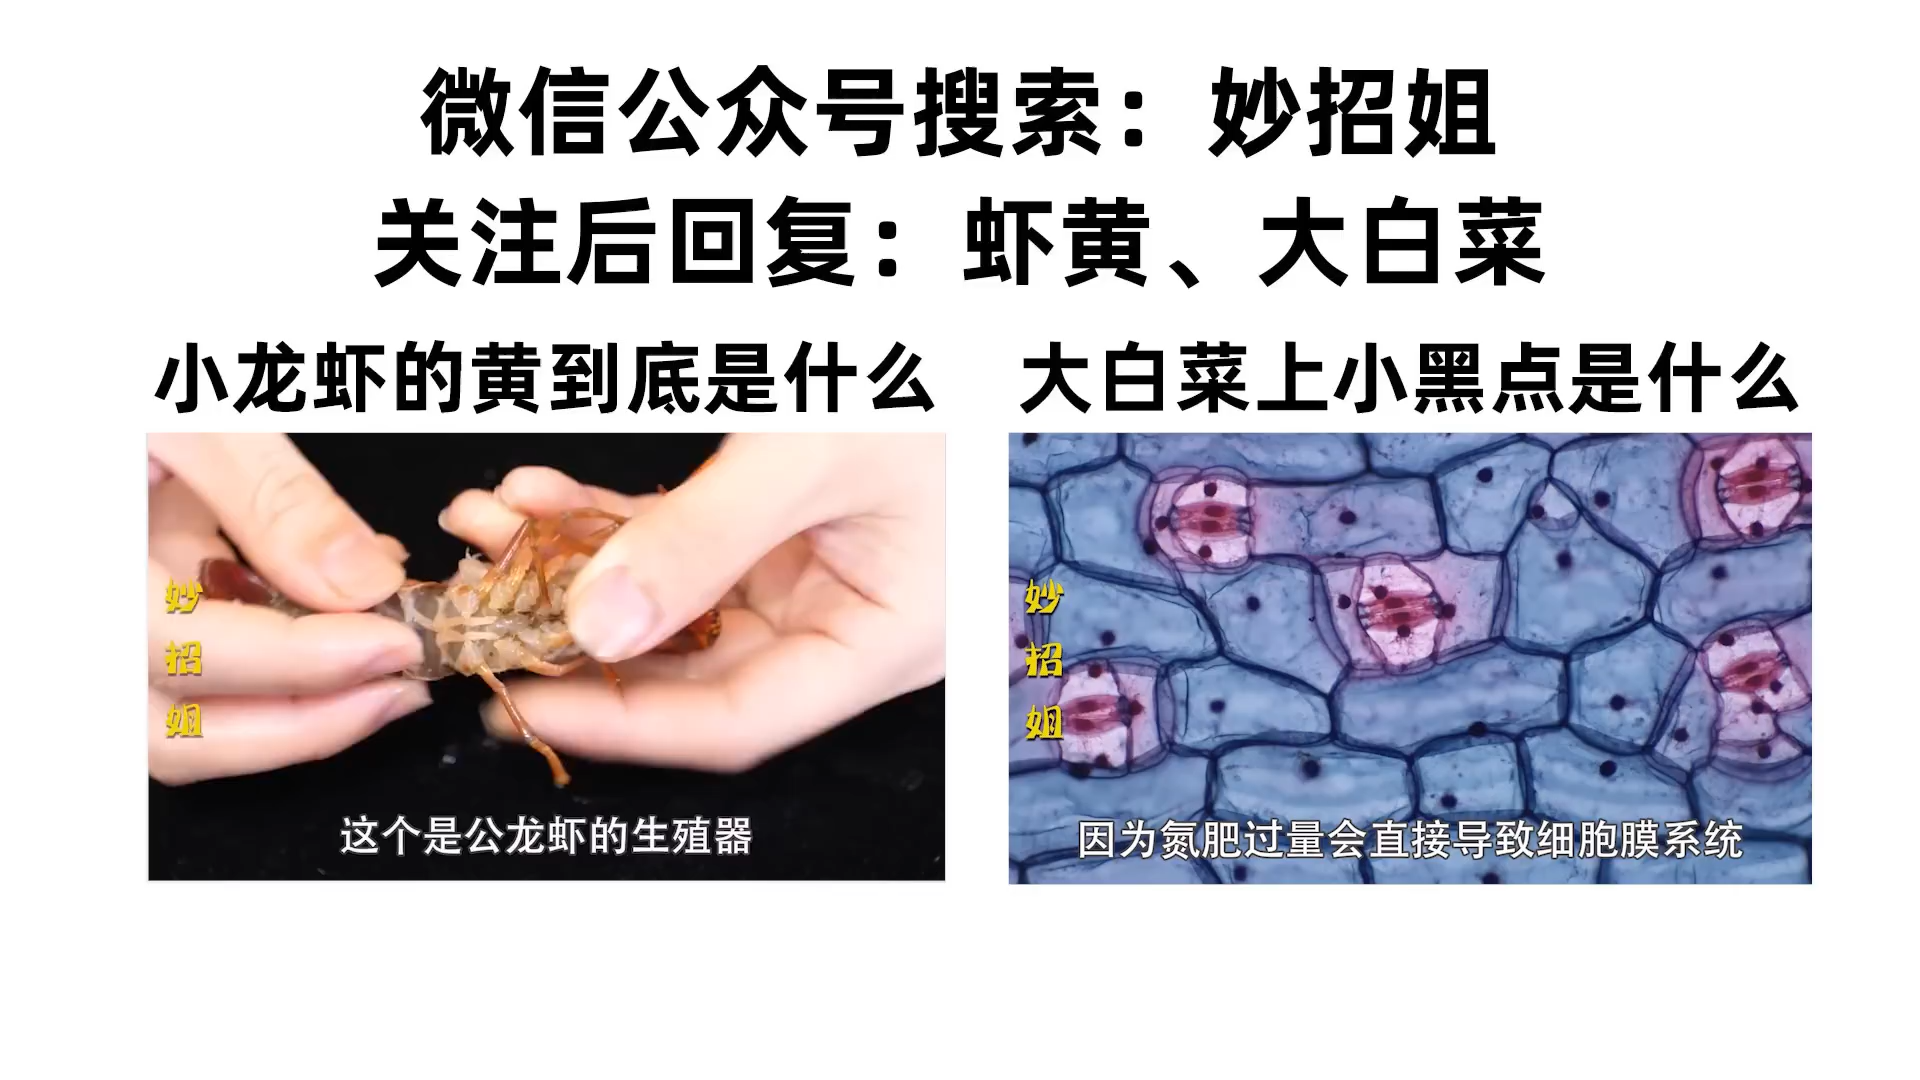 微信公众号搜索：妙招姐
关注后回复：虾黄、大白菜
小龙虾的黄到底是什么
大白菜上小黑点是什么
妙招姐
这个是公龙虾的生殖器
妙招姐
因为氮肥过量会直接导致细胞膜系统